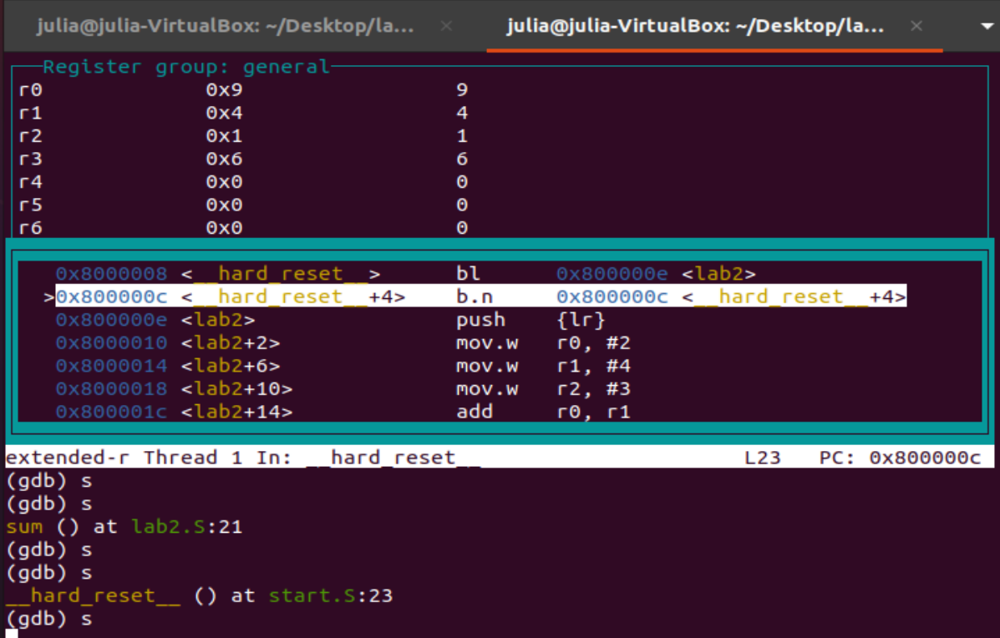 julia@julia-VirtualBox: ~/Desktop/la... × julia@julia-VirtualBox: ~/Desktop/la... ×
Register group: general
r0 0x9 9
r1 0x4 4
r2 0x1 1
r3 0x6 6
r4 0x0 0
r5 0x0 0
r6 0x0 0
0x8000008 <__hard_reset__> bl 0x800000e <lab2>
>0x800000c <__hard_reset__+4> b.n 0x800000c <__hard_reset__+4>
0x800000e <lab2> push {lr}
0x8000010 <lab2+2> mov.w r0, #2
0x8000014 <lab2+6> mov.w r1, #4
0x8000018 <lab2+10> mov.w r2, #3
0x800001c <lab2+14> add r0, r1
extended-r Thread 1 In: __hard_reset__ L23 PC: 0x800000c
(gdb) s
(gdb) s
sum () at lab2.S:21
(gdb) s
(gdb) s
__hard_reset__ () at start.S:23
(gdb) s